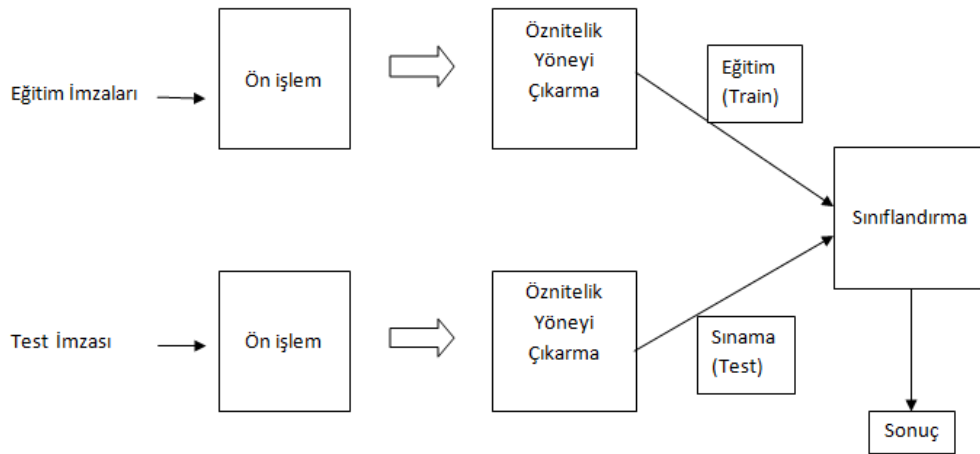 Eğitim İmzaları
Ön işlem
Öznitelik
Yöneyi
Çıkarma
Eğitim
(Train)
Sınıflandırma
Test İmzası
Ön işlem
Öznitelik
Yöneyi
Çıkarma
Sınama
(Test)
Sonuç